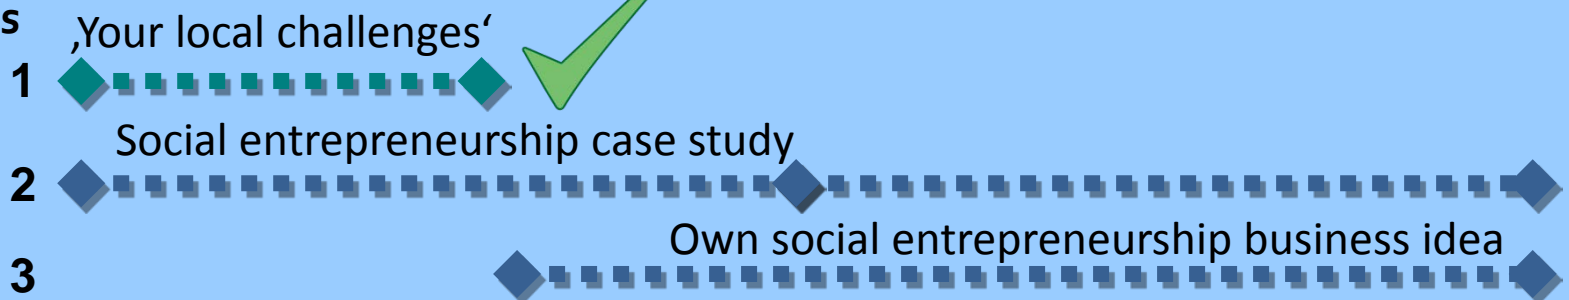 s
‚Your local challenges‘
1
Social entrepreneurship case study
2
Own social entrepreneurship business idea
3